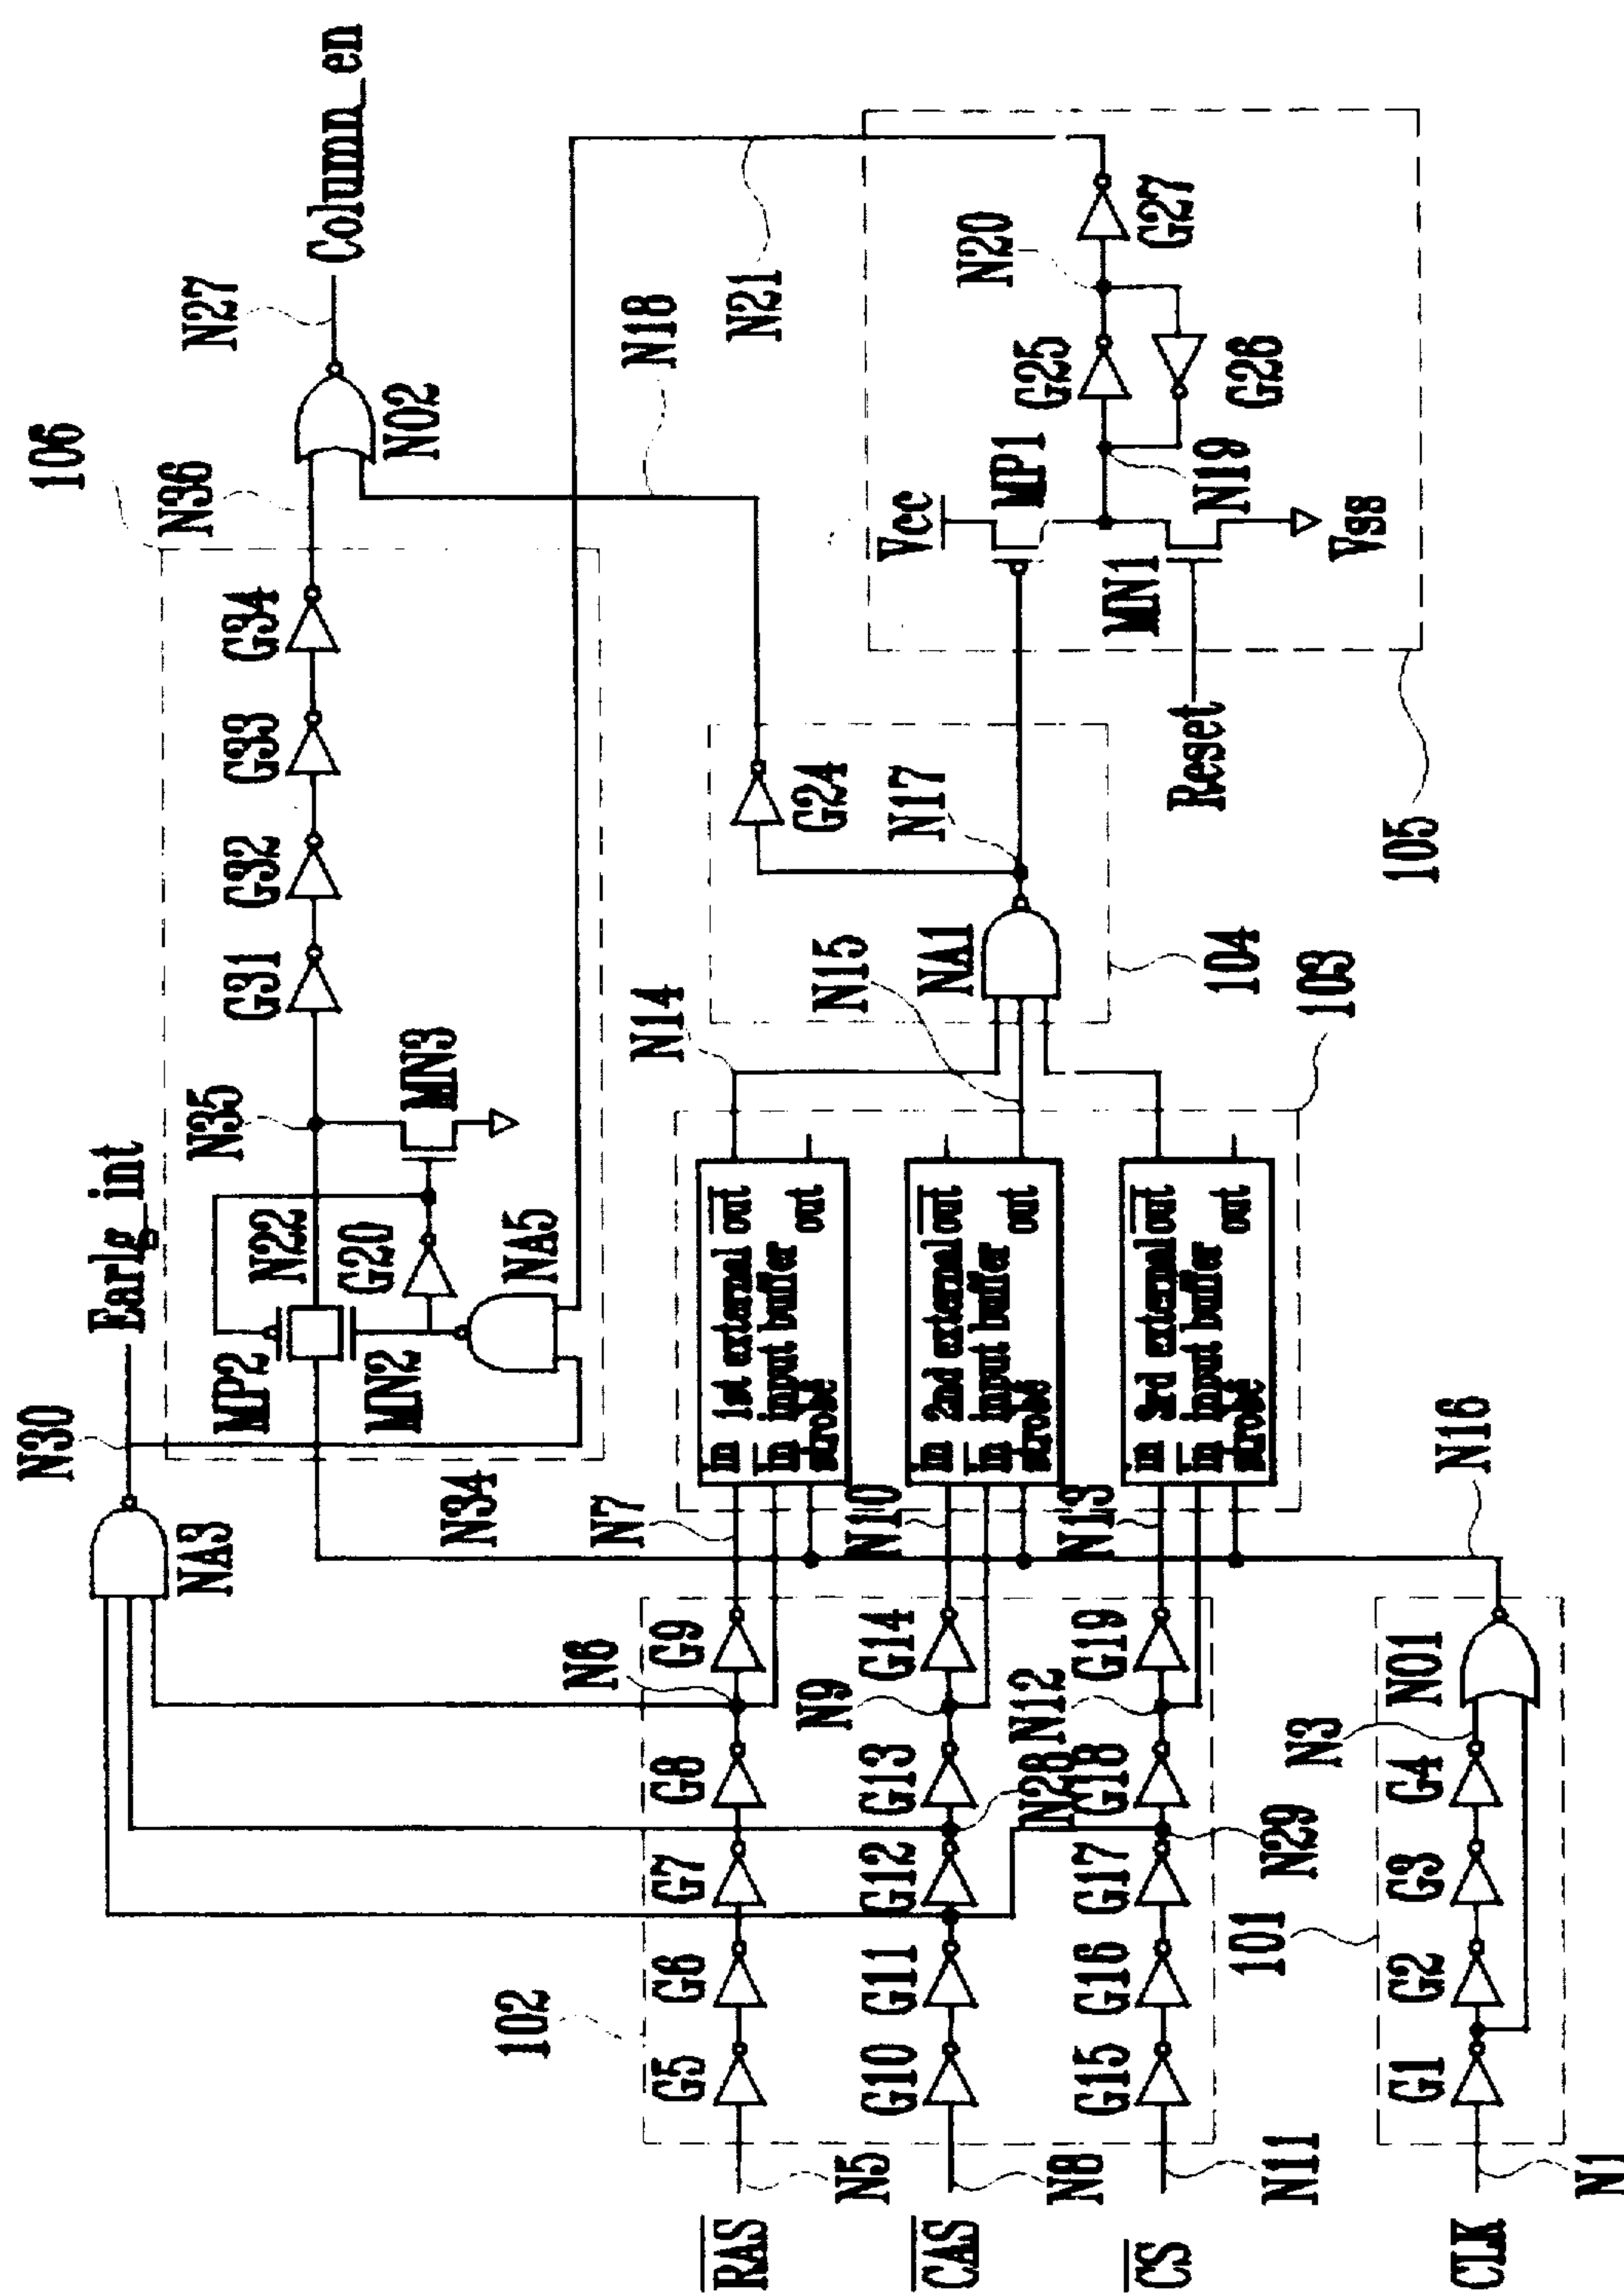 Early_int
Column_en
N30
NA3
106
N36
N27
NO2
N35
G31
G32
G33
G34
MP2
N22
MN2
G20
MN3
NA5
N34
N18
N21
102
RAS
N5
G5
G6
G7
G8
N6
G9
N7
1st external
input buffer
in
in
strobe
out
out
N14
CAS
N8
G10
G11
G12
N28
G13
N9
G14
N10
2nd external
input buffer
in
in
strobe
out
out
N15
CS
N11
G15
G16
G17
N29
G18
N12
G19
N13
3rd external
input buffer
in
in
strobe
out
out
103
NA1
N17
G24
104
Vcc
MP1
MN1
Reset
Vss
N19
G25
G26
N20
G27
105
CLK
N1
G1
G2
G3
G4
N3
NO1
N16
101